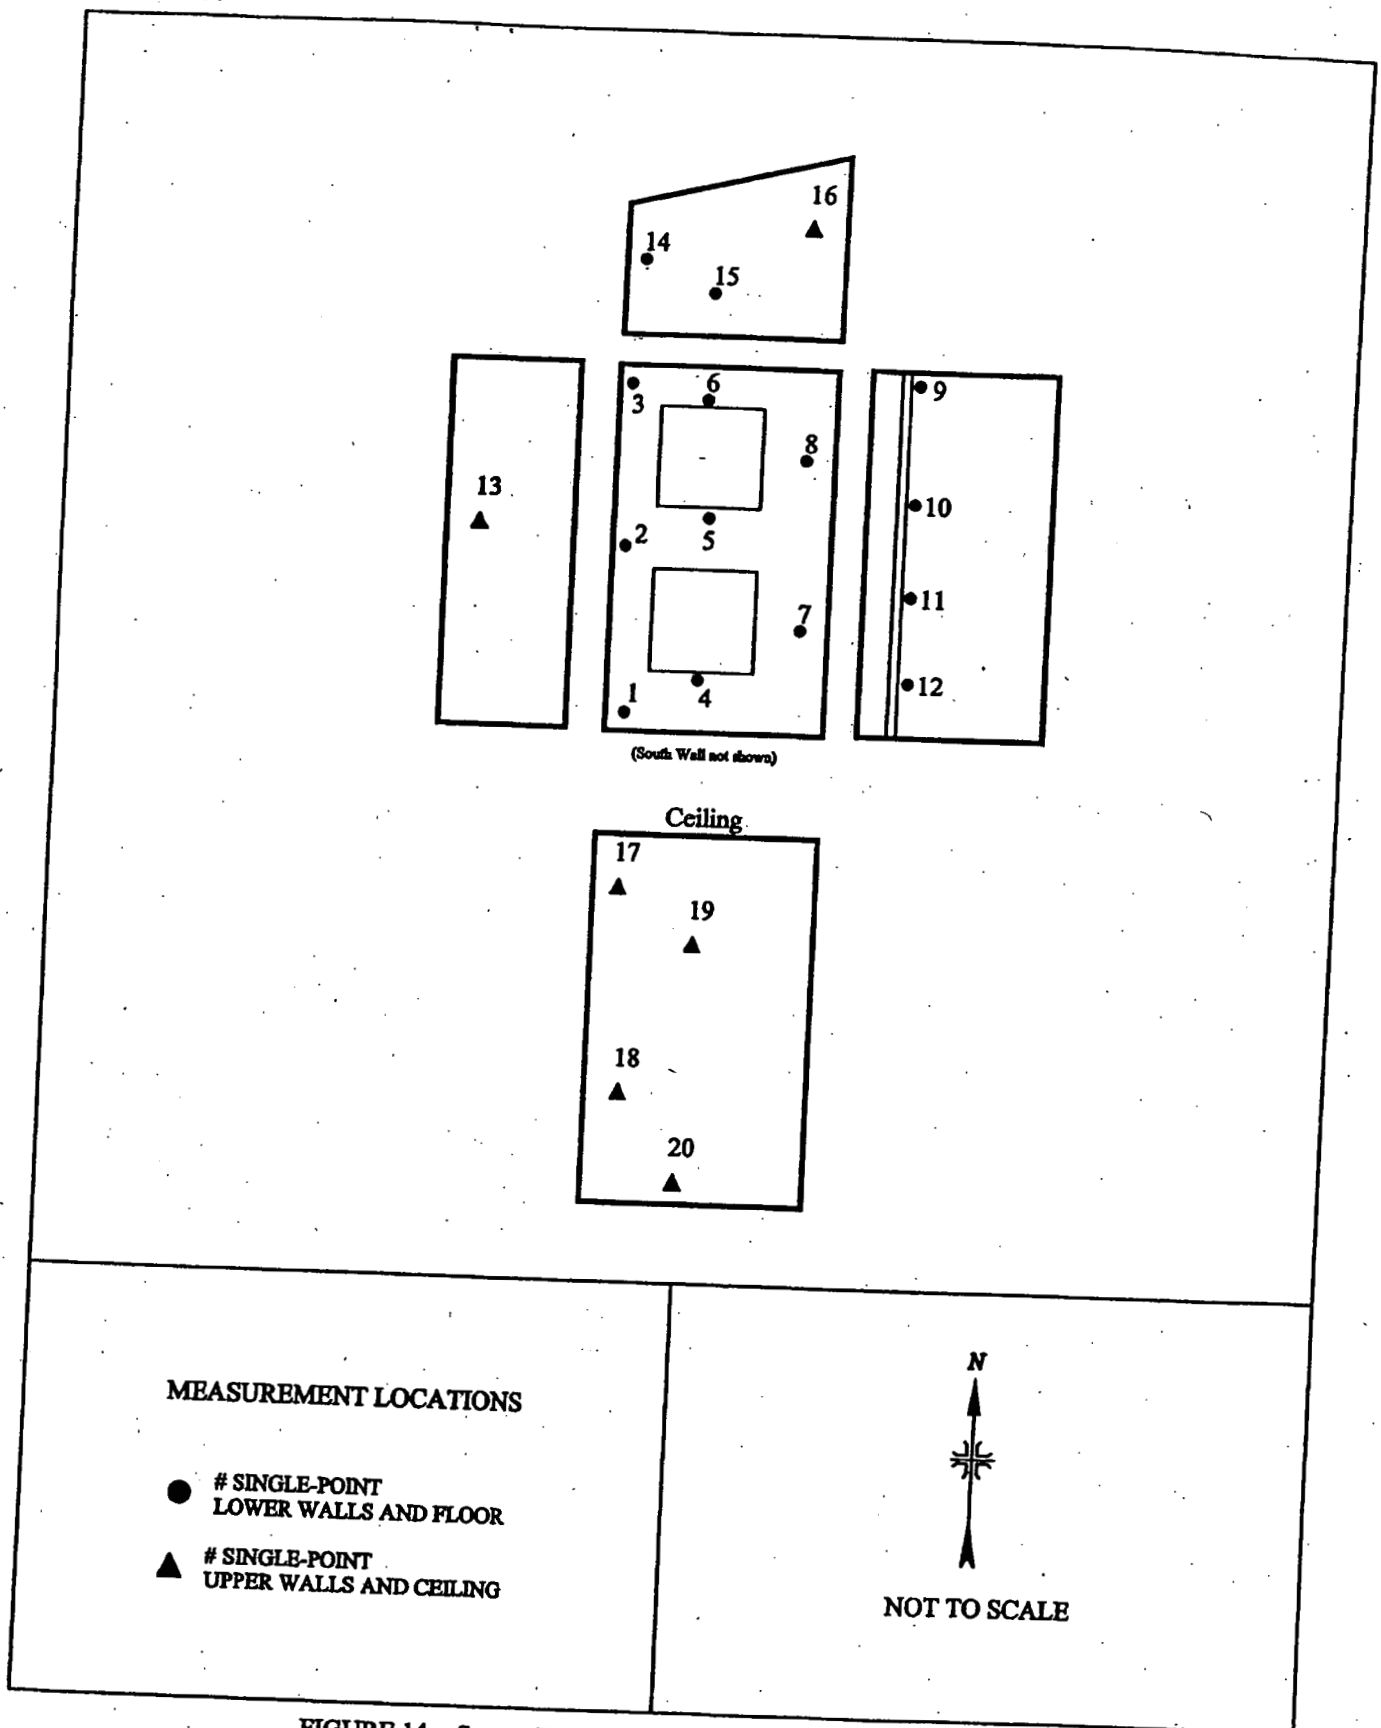 16
14
15
6
3
9
8
13
10
2
5
11
7
12
1
4
(South Wall not shown)
Ceiling
17
19
18
20
MEASUREMENT LOCATIONS
# SINGLE-POINT
LOWER WALLS AND FLOOR
# SINGLE-POINT
UPPER WALLS AND CEILING
N
NOT TO SCALE